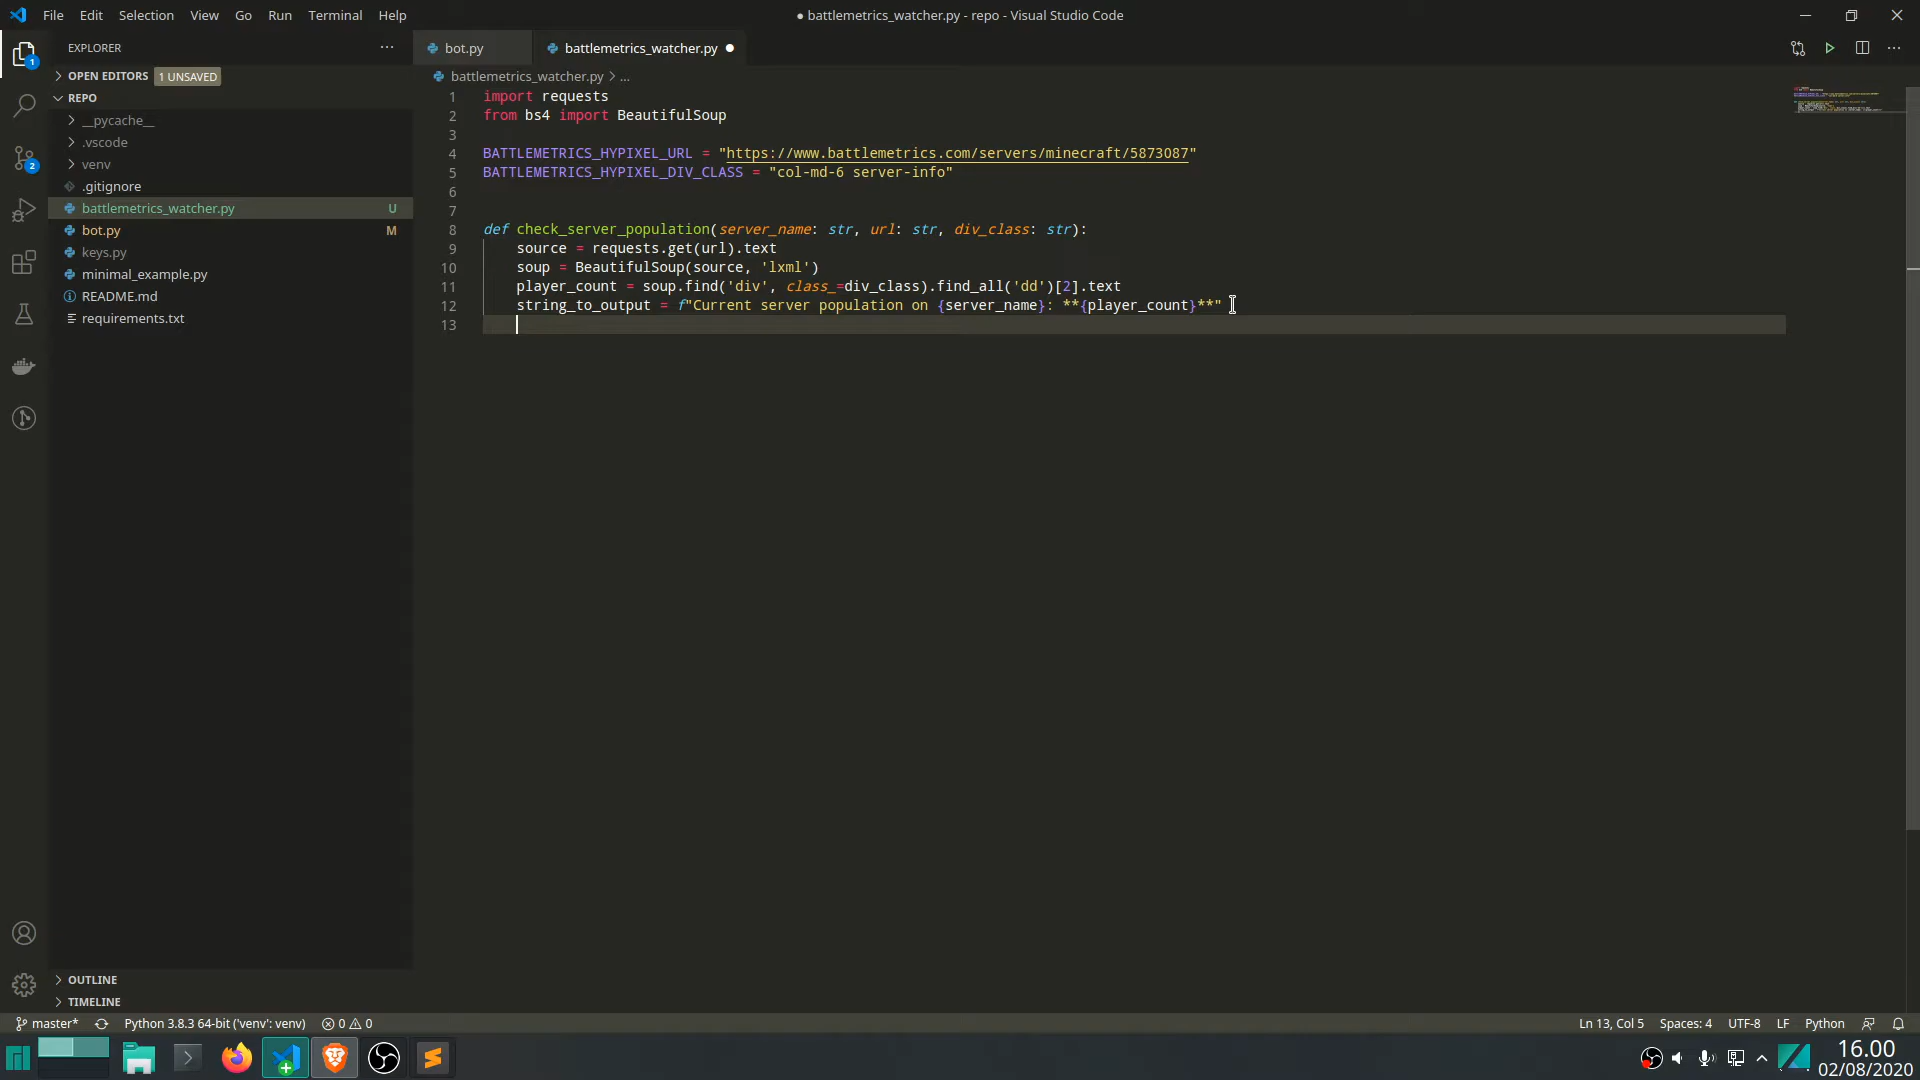 File Edit Selection View Go Run Terminal Help
● battlemetrics_watcher.py - repo - Visual Studio Code
EXPLORER
OPEN EDITORS 1 UNSAVED
REPO
__pycache__
.vscode
venv
.gitignore
battlemetrics_watcher.py U
bot.py M
keys.py
minimal_example.py
README.md
requirements.txt
OUTLINE
TIMELINE
bot.py battlemetrics_watcher.py
battlemetrics_watcher.py > ...
1 import requests
2 from bs4 import BeautifulSoup
3
4 BATTLEMETRICS_HYPIXEL_URL = "https://www.battlemetrics.com/servers/minecraft/5873087"
5 BATTLEMETRICS_HYPIXEL_DIV_CLASS = "col-md-6 server-info"
6
7
8 def check_server_population(server_name: str, url: str, div_class: str):
9     source = requests.get(url).text
10     soup = BeautifulSoup(source, 'lxml')
11     player_count = soup.find('div', class_=div_class).find_all('dd')[2].text
12     string_to_output = f"Current server population on {server_name}: **{player_count}**"
13
1
2
master* Python 3.8.3 64-bit ('venv': venv) 0 0
Ln 13, Col 5 Spaces: 4 UTF-8 LF Python
16.00
02/08/2020